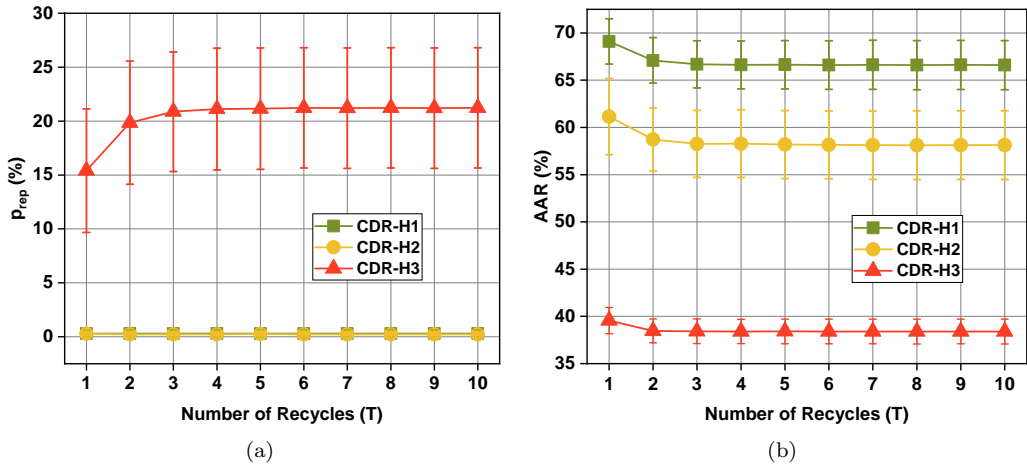 30
25
20
15
10
5
0
p_rep (%)
CDR-H1
CDR-H2
CDR-H3
1 2 3 4 5 6 7 8 9 10
Number of Recycles (T)
(a)
70
65
60
55
50
45
40
35
AAR (%)
CDR-H1
CDR-H2
CDR-H3
1 2 3 4 5 6 7 8 9 10
Number of Recycles (T)
(b)